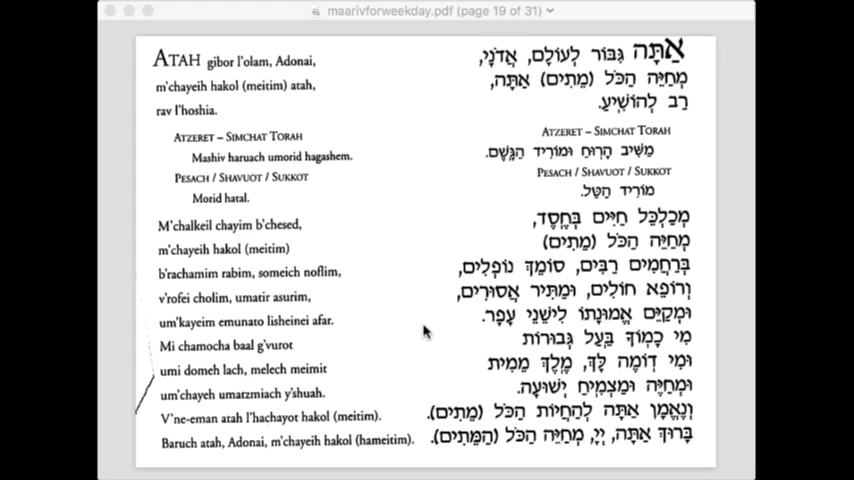 maarivforweekday.pdf (page 19 of 31)
ATAH gibor l'olam, Adonai,
m'chayeih hakol (meitim) atah,
rav l'hoshia.
ATZERET – SIMCHAT TORAH
Mashiv haruach umorid hagashem.
PESACH / SHAVUOT / SUKKOT
Morid hatal.
M'chalkeil chayim b'chesed,
m'chayeih hakol (meitim)
b'rachamim rabim, someich noflim,
v'rofei cholim, umatir asurim,
um'kayeim emunato lisheinei afar.
Mi chamocha baal g'vurot
umi domeh lach, melech meimit
um'chayeh umatzmiach y'shuah.
V'ne-eman atah l'hachayot hakol (meitim).
Baruch atah, Adonai, m'chayeih hakol (hameitim).
אַתָּה גִּבּוֹר לְעוֹלָם, אֲדֹנָי,
מְחַיֵּה הַכֹּל (מֵתִים) אַתָּה,
רַב לְהוֹשִׁיעַ.
ATZERET – SIMCHAT TORAH
מַשִּׁיב הָרְוּחַ וּמוֹרִיד הַגָּֽשֶׁם.
PESACH / SHAVUOT / SUKKOT
מוֹרִיד הַטַּל.
מְכַלְכֵּל חַיִּים בְּחֶֽסֶד,
מְחַיֵּה הַכֹּל (מֵתִים)
בְּרַחֲמִים רַבִּים, סוֹמֵךְ נוֹפְלִים,
וְרוֹפֵא חוֹלִים, וּמַתִּיר אֲסוּרִים,
וּמְקַיֵּם אֱמוּנָתוֹ לִישֵׁנֵי עָפָר.
מִי כָמֽוֹךָ בַּֽעַל גְּבוּרוֹת
וּמִי דֽוֹמֶה לָּךְ, מֶֽלֶךְ מֵמִית
וּמְחַיֶּה וּמַצְמִֽיחַ יְשׁוּעָה.
וְנֶאֱמָן אַתָּה לְהַחֲיוֹת הַכֹּל (מֵתִים).
בָּרוּךְ אַתָּה, יְיָ, מְחַיֵּה הַכֹּל (הַמֵּתִים).